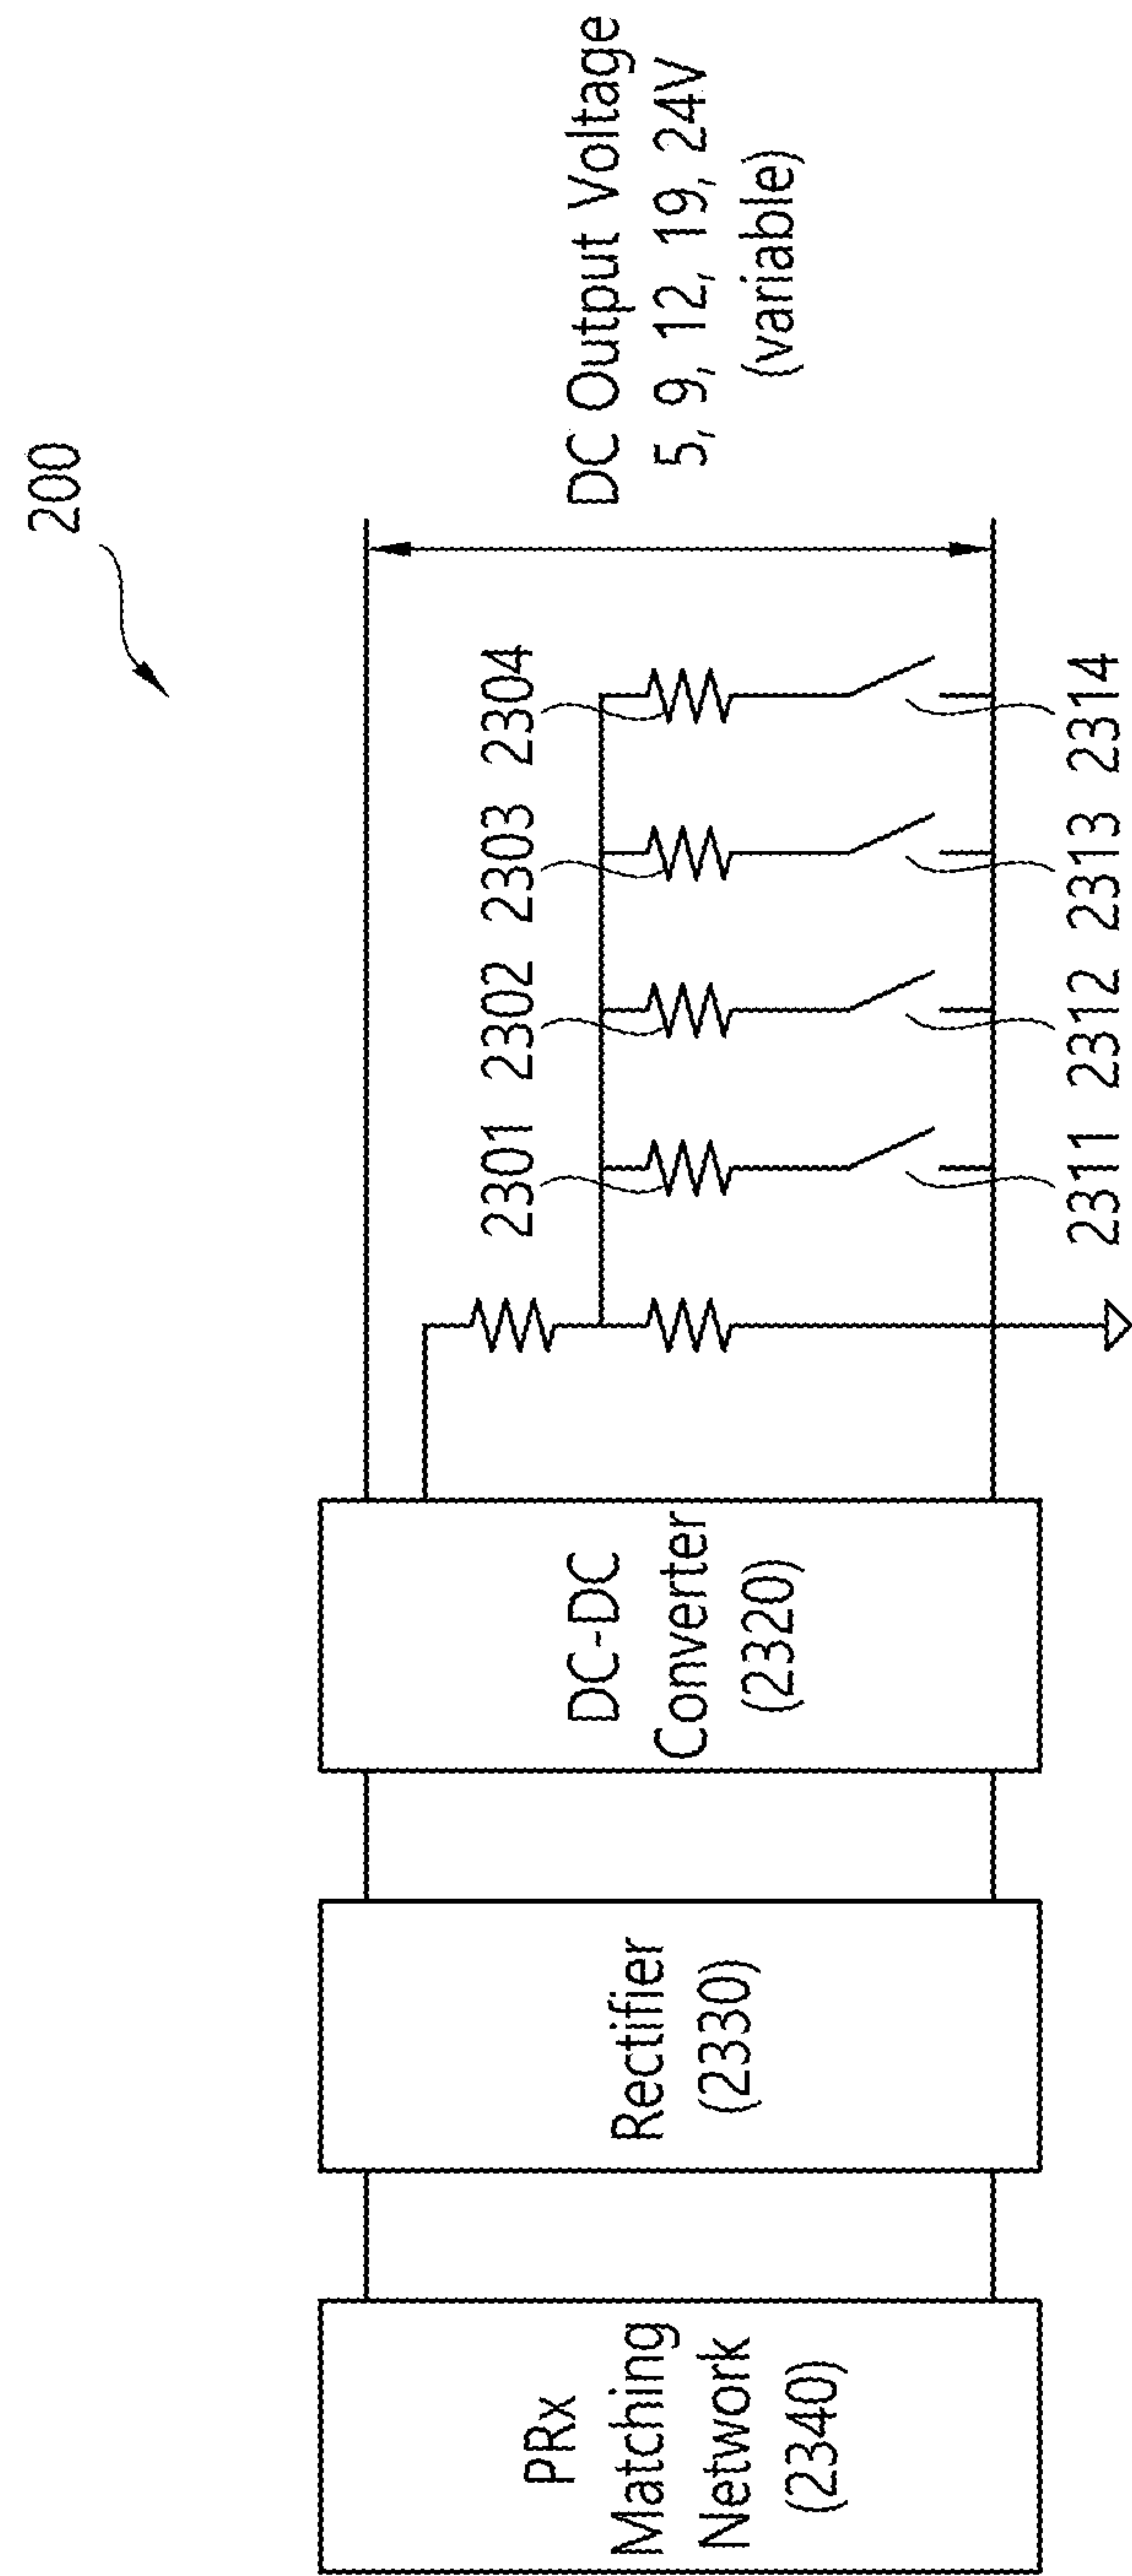 200
PRx
Matching
Network
(2340)
Rectifier
(2330)
DC-DC
Converter
(2320)
2301
2302
2303
2304
2311
2312
2313
2314
DC Output Voltage
5, 9, 12, 19, 24V
(variable)